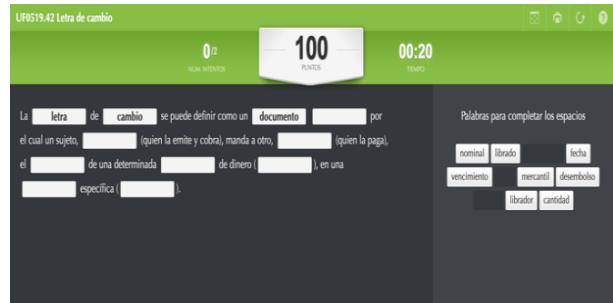 UF0519.42 Letra de cambio
0/2
NUM. INTENTOS
100
PUNTOS
00:20
TIEMPO
La letra de cambio se puede definir como un documento por
el cual un sujeto, (quien la emite y cobra), manda a otro, (quien la paga),
el de una determinada de dinero ( ), en una
específica ( ).
Palabras para completar los espacios
nominal librado fecha
vencimiento mercantil desembolso
librador cantidad